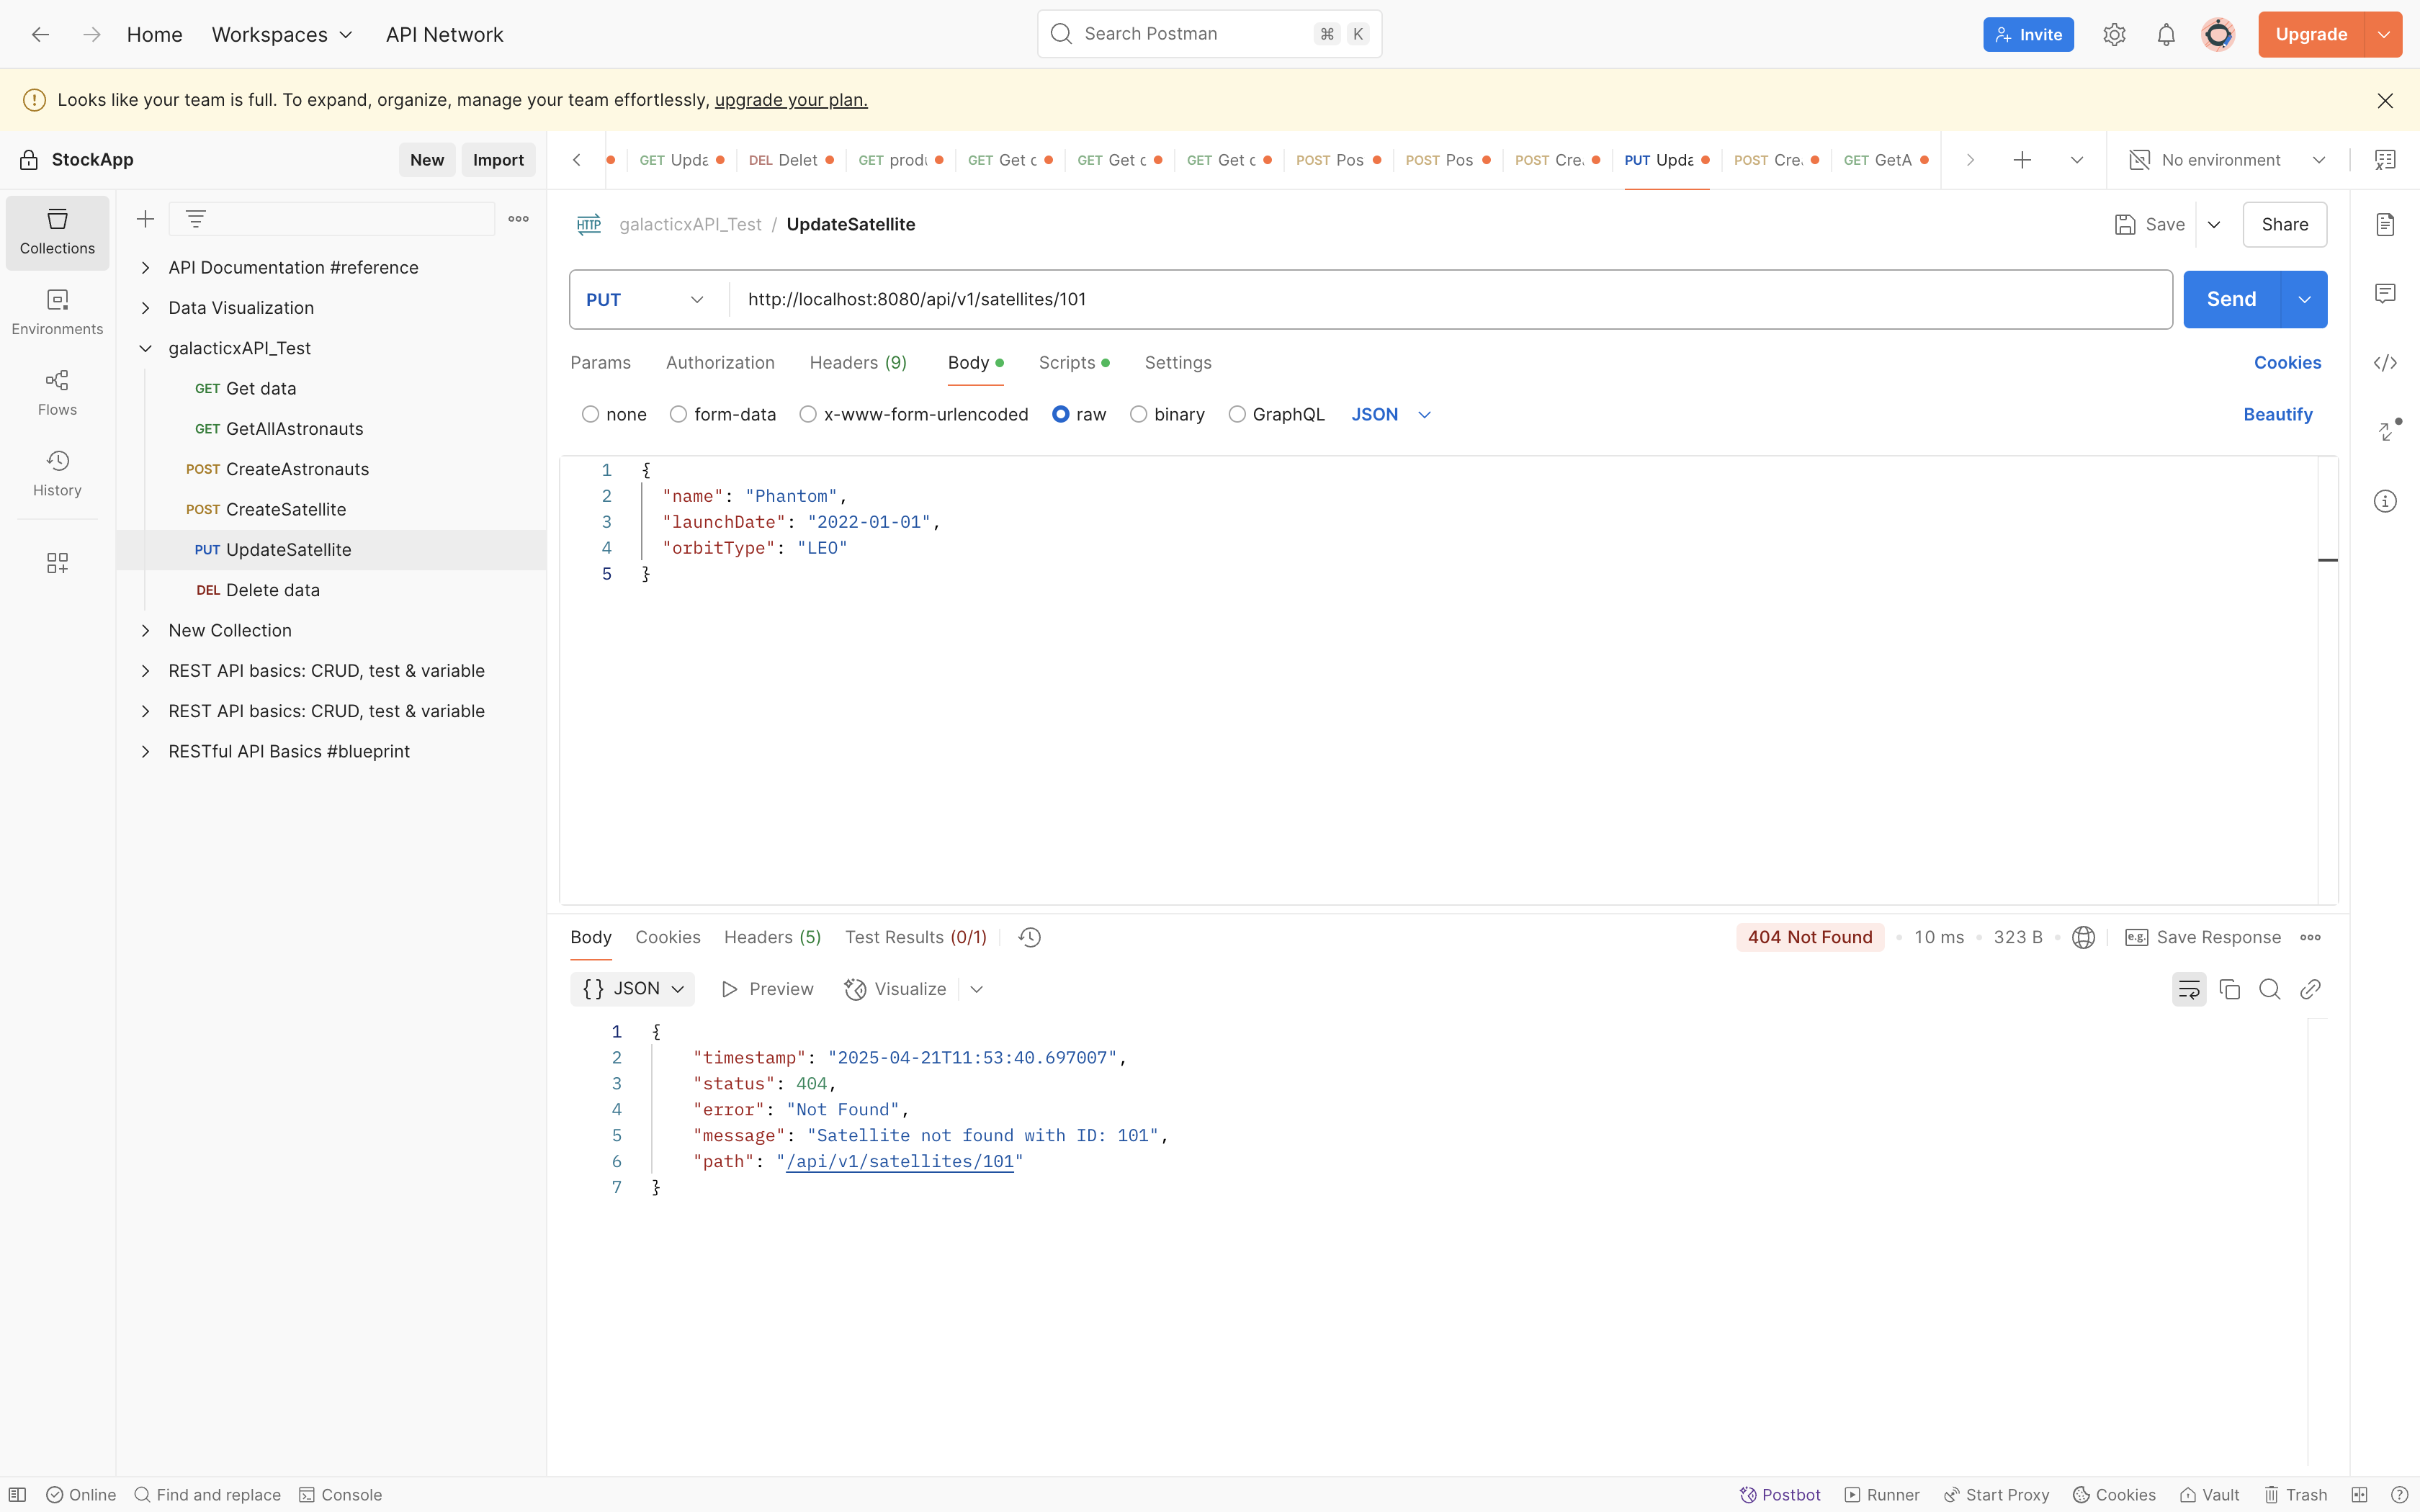 Home Workspaces API Network Search Postman ⌘ K Invite Upgrade
Looks like your team is full. To expand, organize, manage your team effortlessly, upgrade your plan.
StockApp New Import
GET Upda DEL Delet GET produ GET Get d GET Get d GET Get d POST Pos POST Pos POST Cre. PUT Upda POST Cre. GET GetA No environment
Collections
Environments
Flows
History
API Documentation #reference
Data Visualization
galacticxAPI_Test
GET Get data
GET GetAllAstronauts
POST CreateAstronauts
POST CreateSatellite
PUT UpdateSatellite
DEL Delete data
New Collection
REST API basics: CRUD, test & variable
REST API basics: CRUD, test & variable
RESTful API Basics #blueprint
HTTP galacticxAPI_Test / UpdateSatellite Save Share
PUT http://localhost:8080/api/v1/satellites/101 Send
Params Authorization Headers (9) Body Scripts Settings Cookies
none form-data x-www-form-urlencoded raw binary GraphQL JSON Beautify
1 {
2 "name": "Phantom",
3 "launchDate": "2022-01-01",
4 "orbitType": "LEO"
5 }
Body Cookies Headers (5) Test Results (0/1) 404 Not Found 10 ms 323 B e.g. Save Response
{} JSON Preview Visualize
1 {
2 "timestamp": "2025-04-21T11:53:40.697007",
3 "status": 404,
4 "error": "Not Found",
5 "message": "Satellite not found with ID: 101",
6 "path": "/api/v1/satellites/101"
7 }
Online Find and replace Console Postbot Runner Start Proxy Cookies Vault Trash